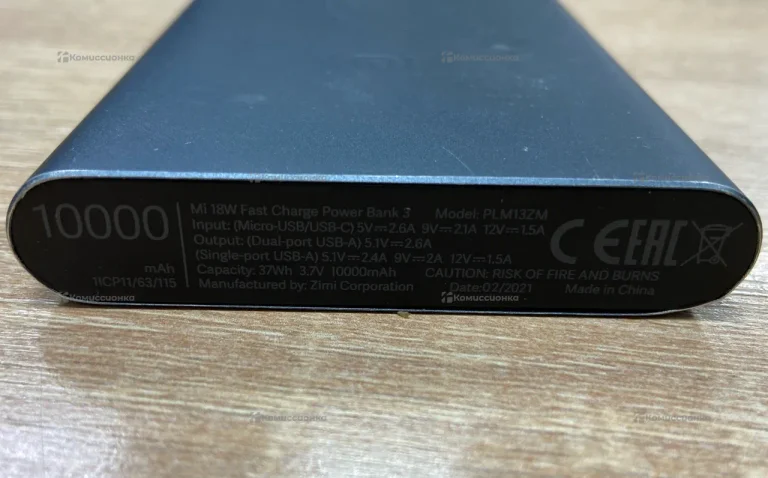 Комиссионка
Комиссионка
10000
mAh
1ICP11/63/115
Mi 18W Fast Charge Power Bank 3 Model: PLM13ZM
Input: (Micro-USB/USB-C) 5V⎓2.6A 9V⎓2.1A 12V⎓1.5A
Output: (Dual-port USB-A) 5.1V⎓2.6A
(Single-port USB-A) 5.1V⎓2.4A 9V⎓2A 12V⎓1.5A
Capacity: 37Wh 3.7V 10000mAh CAUTION: RISK OF FIRE AND BURNS
Manufactured by: Zimi Corporation Date:02/2021 Made in China
CE EAC
Комиссионка
Комиссионка
Комиссионка
Комиссионка